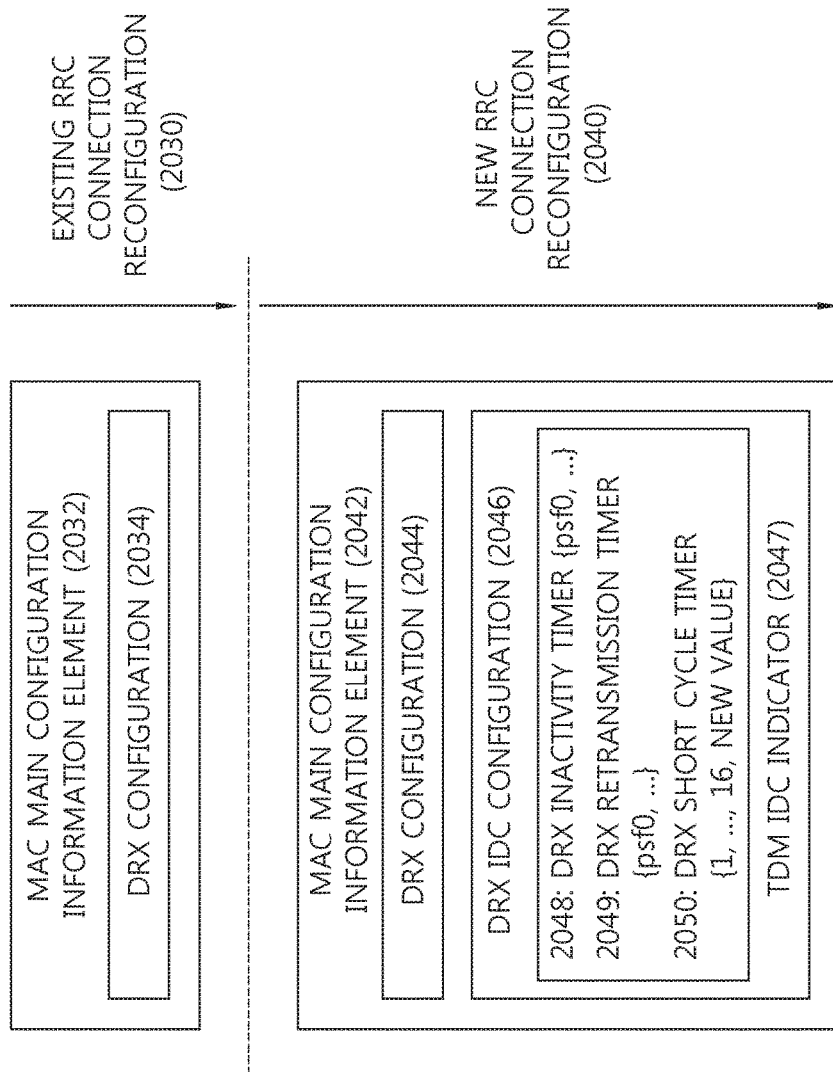 MAC MAIN CONFIGURATION
INFORMATION ELEMENT (2032)
DRX CONFIGURATION (2034)
EXISTING RRC
CONNECTION
RECONFIGURATION
(2030)
MAC MAIN CONFIGURATION
INFORMATION ELEMENT (2042)
DRX CONFIGURATION (2044)
DRX IDC CONFIGURATION (2046)
2048: DRX INACTIVITY TIMER {psf0, ...}
2049: DRX RETRANSMISSION TIMER
{psf0, ...}
2050: DRX SHORT CYCLE TIMER
{1, ..., 16, NEW VALUE}
TDM IDC INDICATOR (2047)
NEW RRC
CONNECTION
RECONFIGURATION
(2040)